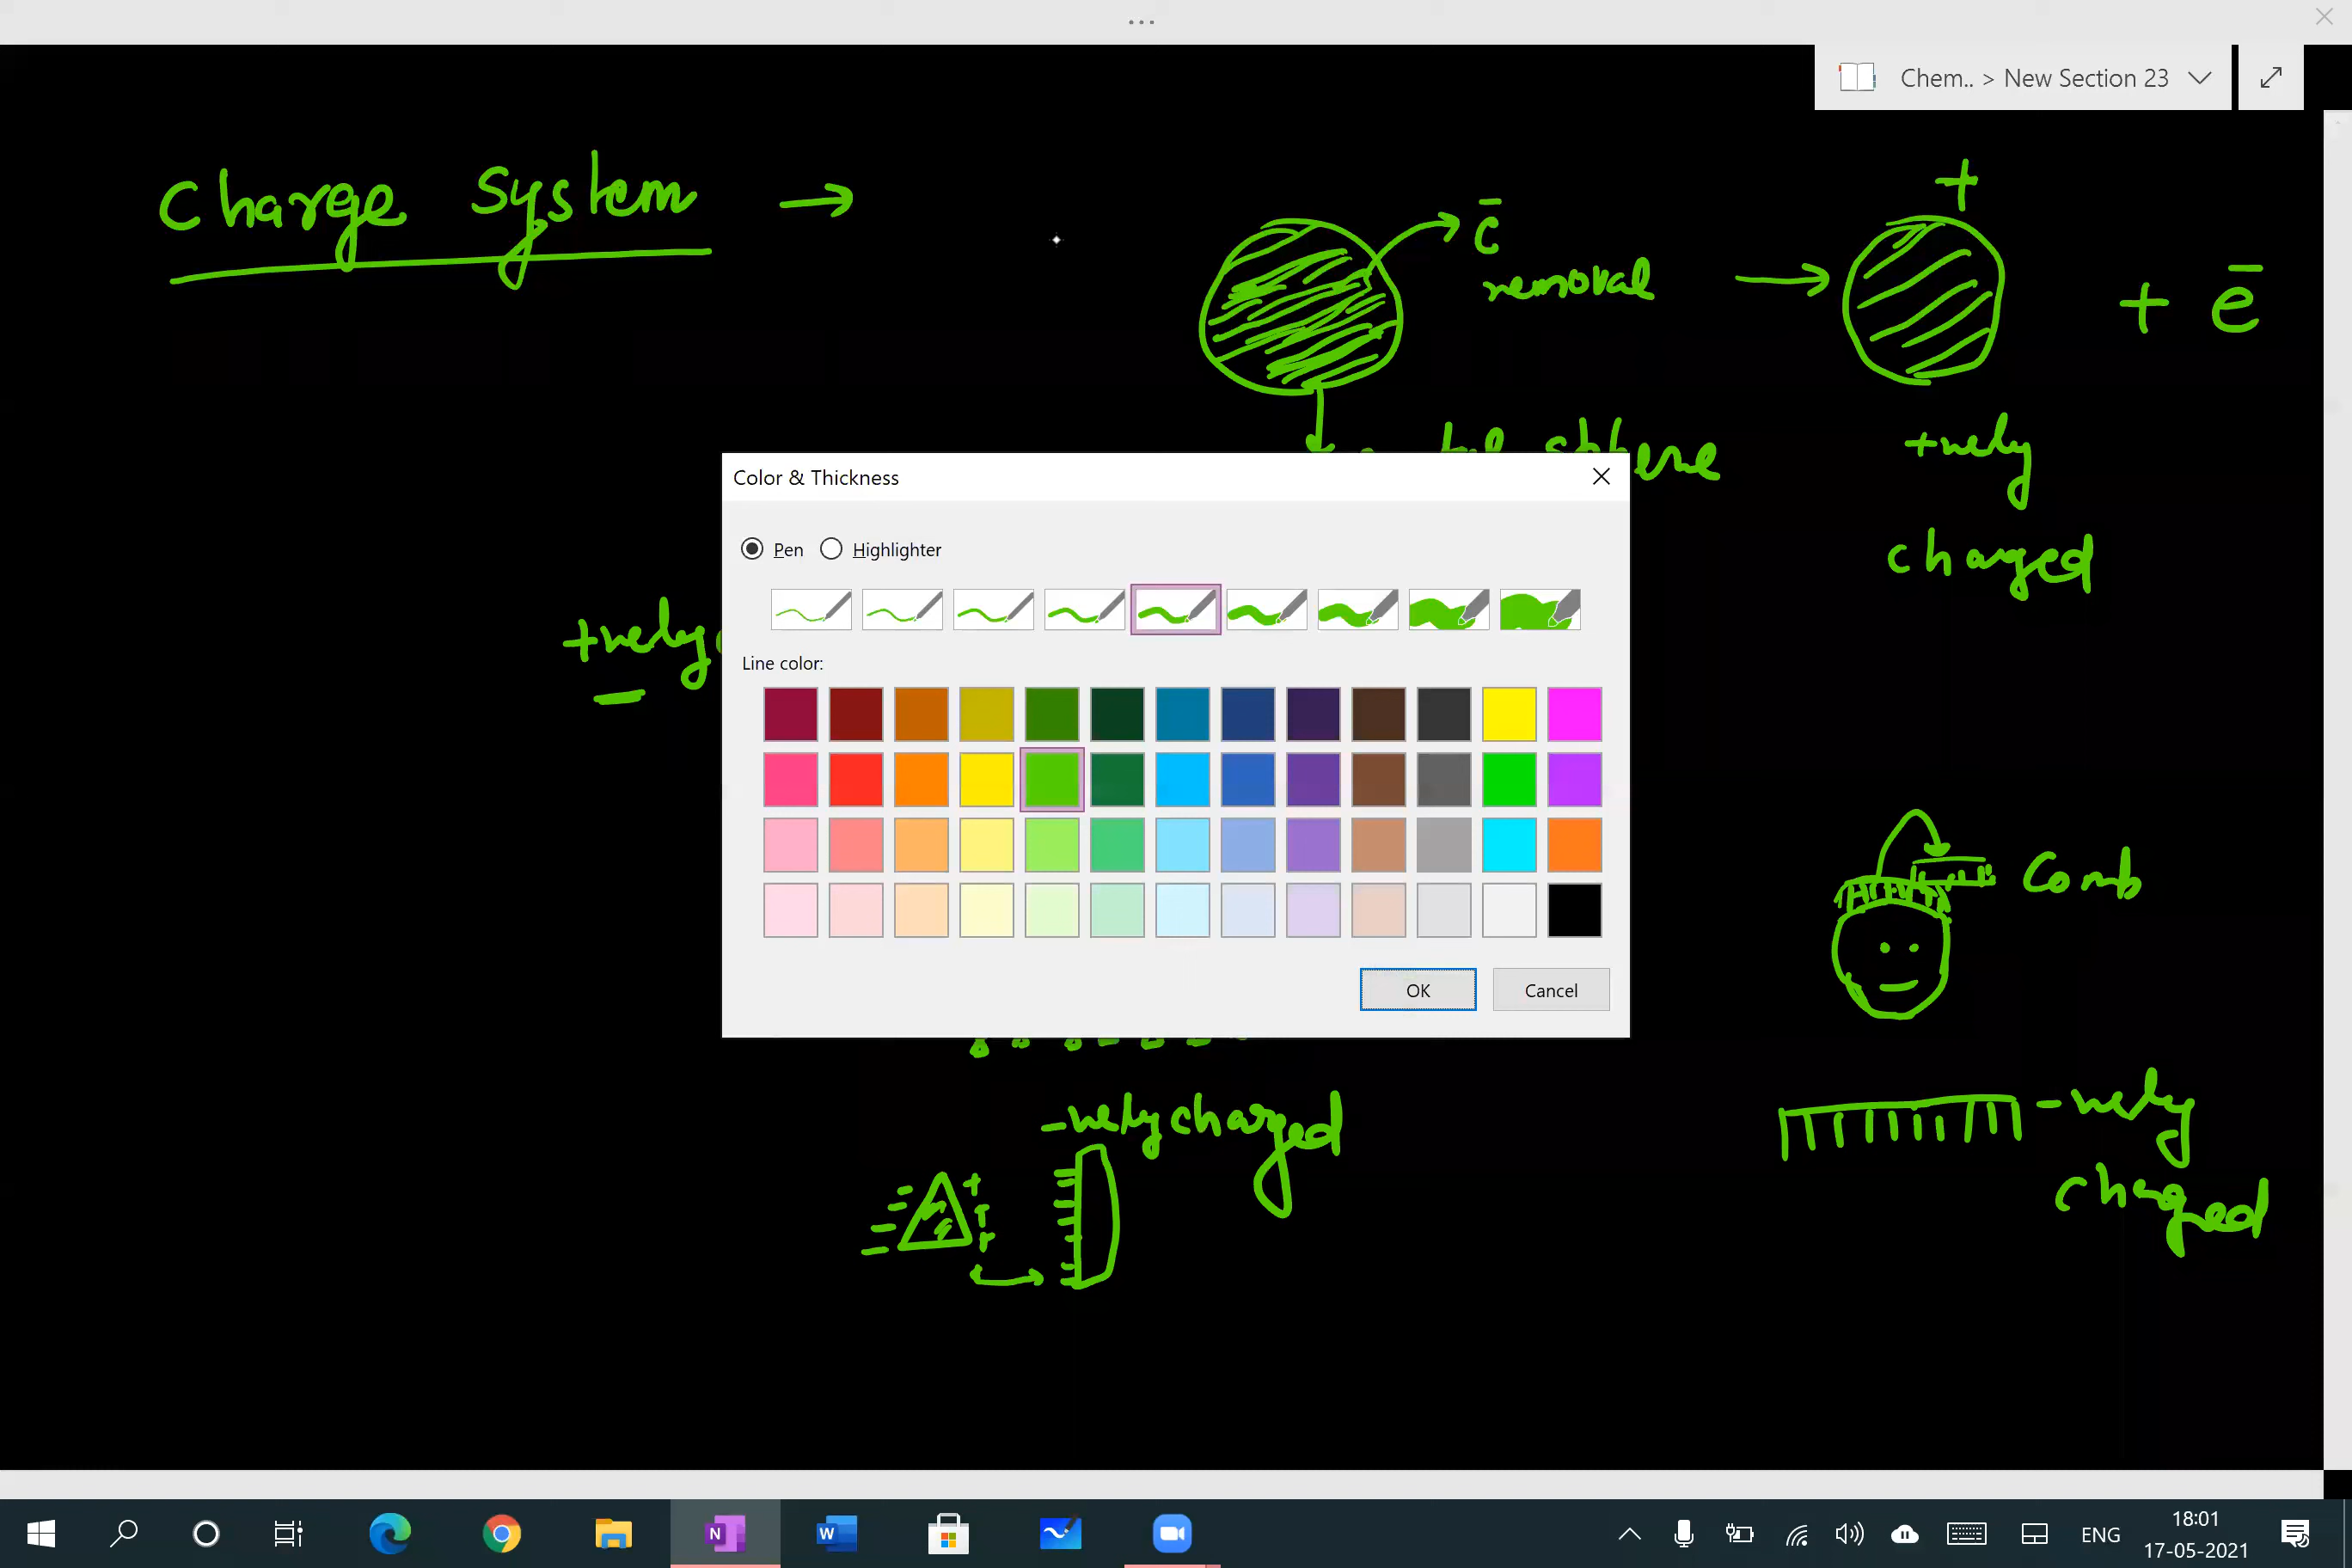 Chem.. > New Section 23
Charge System →
ē
removal
→
+
+ ē
sphere
+vely
charged
Color & Thickness
Pen
Highlighter
+vely
Line color:
Comb
OK
Cancel
-vely charged
-vely
charged
ENG
18:01
17-05-2021